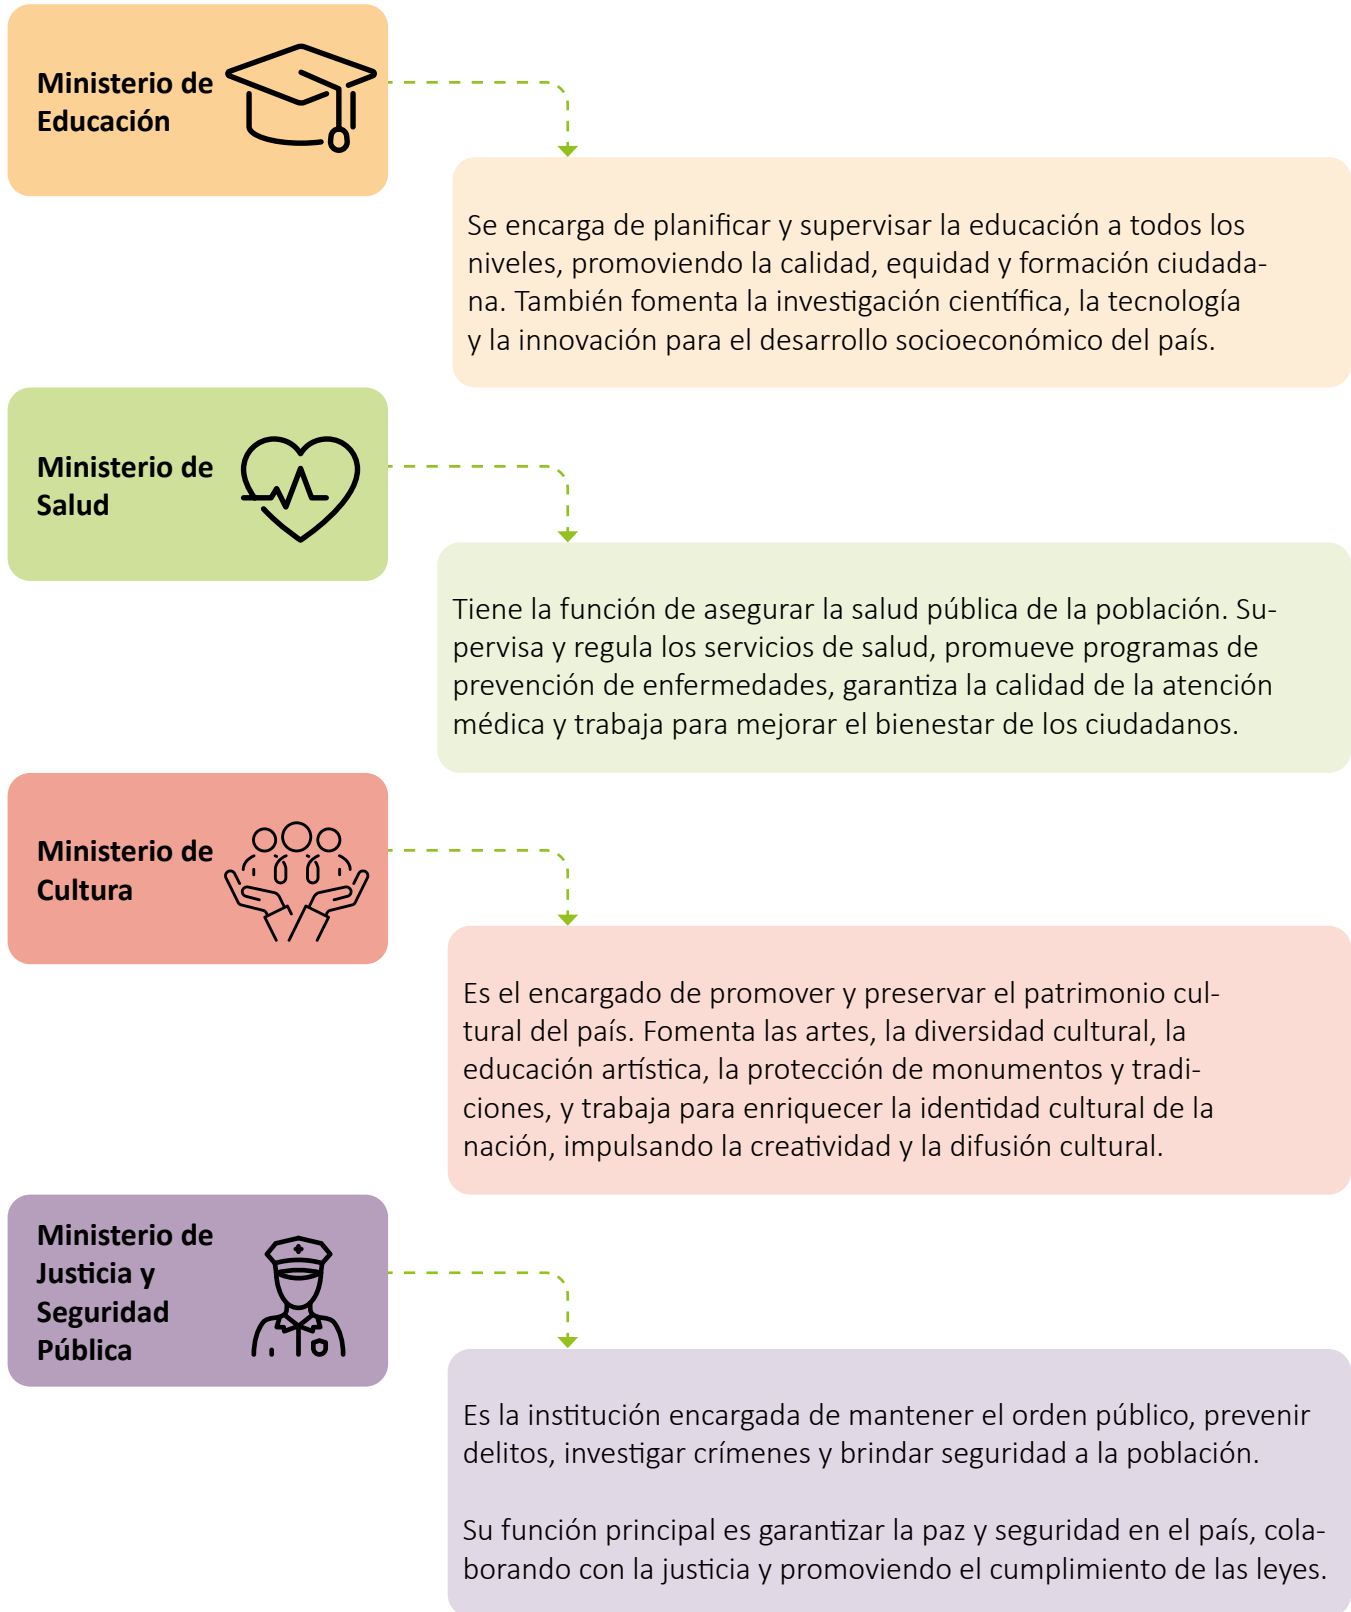 Ministerio de
Educación
Se encarga de planificar y supervisar la educación a todos los
niveles, promoviendo la calidad, equidad y formación ciudada-
na. También fomenta la investigación científica, la tecnología
y la innovación para el desarrollo socioeconómico del país.
Ministerio de
Salud
Tiene la función de asegurar la salud pública de la población. Su-
pervisa y regula los servicios de salud, promueve programas de
prevención de enfermedades, garantiza la calidad de la atención
médica y trabaja para mejorar el bienestar de los ciudadanos.
Ministerio de
Cultura
Es el encargado de promover y preservar el patrimonio cul-
tural del país. Fomenta las artes, la diversidad cultural, la
educación artística, la protección de monumentos y tradi-
ciones, y trabaja para enriquecer la identidad cultural de la
nación, impulsando la creatividad y la difusión cultural.
Ministerio de
Justicia y
Seguridad
Pública
Es la institución encargada de mantener el orden público, prevenir
delitos, investigar crímenes y brindar seguridad a la población.
Su función principal es garantizar la paz y seguridad en el país, cola-
borando con la justicia y promoviendo el cumplimiento de las leyes.